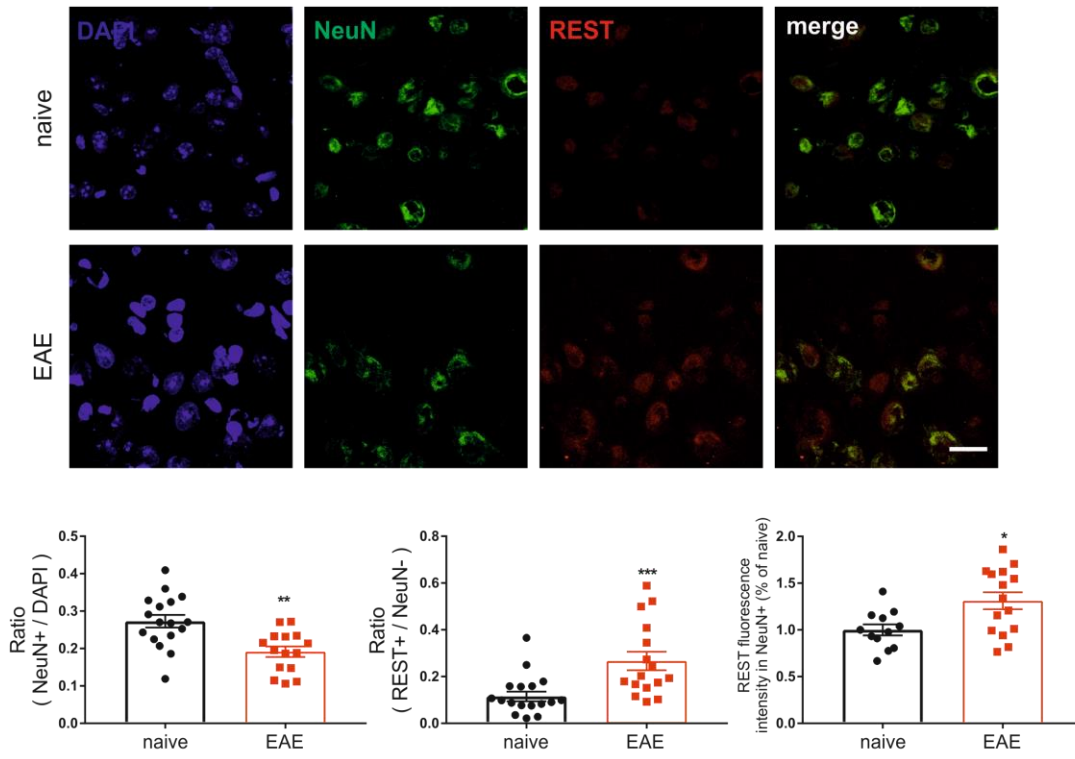 DAPI NeuN REST merge
naive
EAE
Ratio
( NeuN+ / DAPI )
0.5
0.4
0.3
0.2
0.1
0.0
**
naive EAE
Ratio
( REST+ / NeuN- )
0.8
0.6
0.4
0.2
0.0
***
naive EAE
REST fluorescence
intensity in NeuN+ (% of naive)
2.0
1.5
1.0
0.5
0.0
*
naive EAE